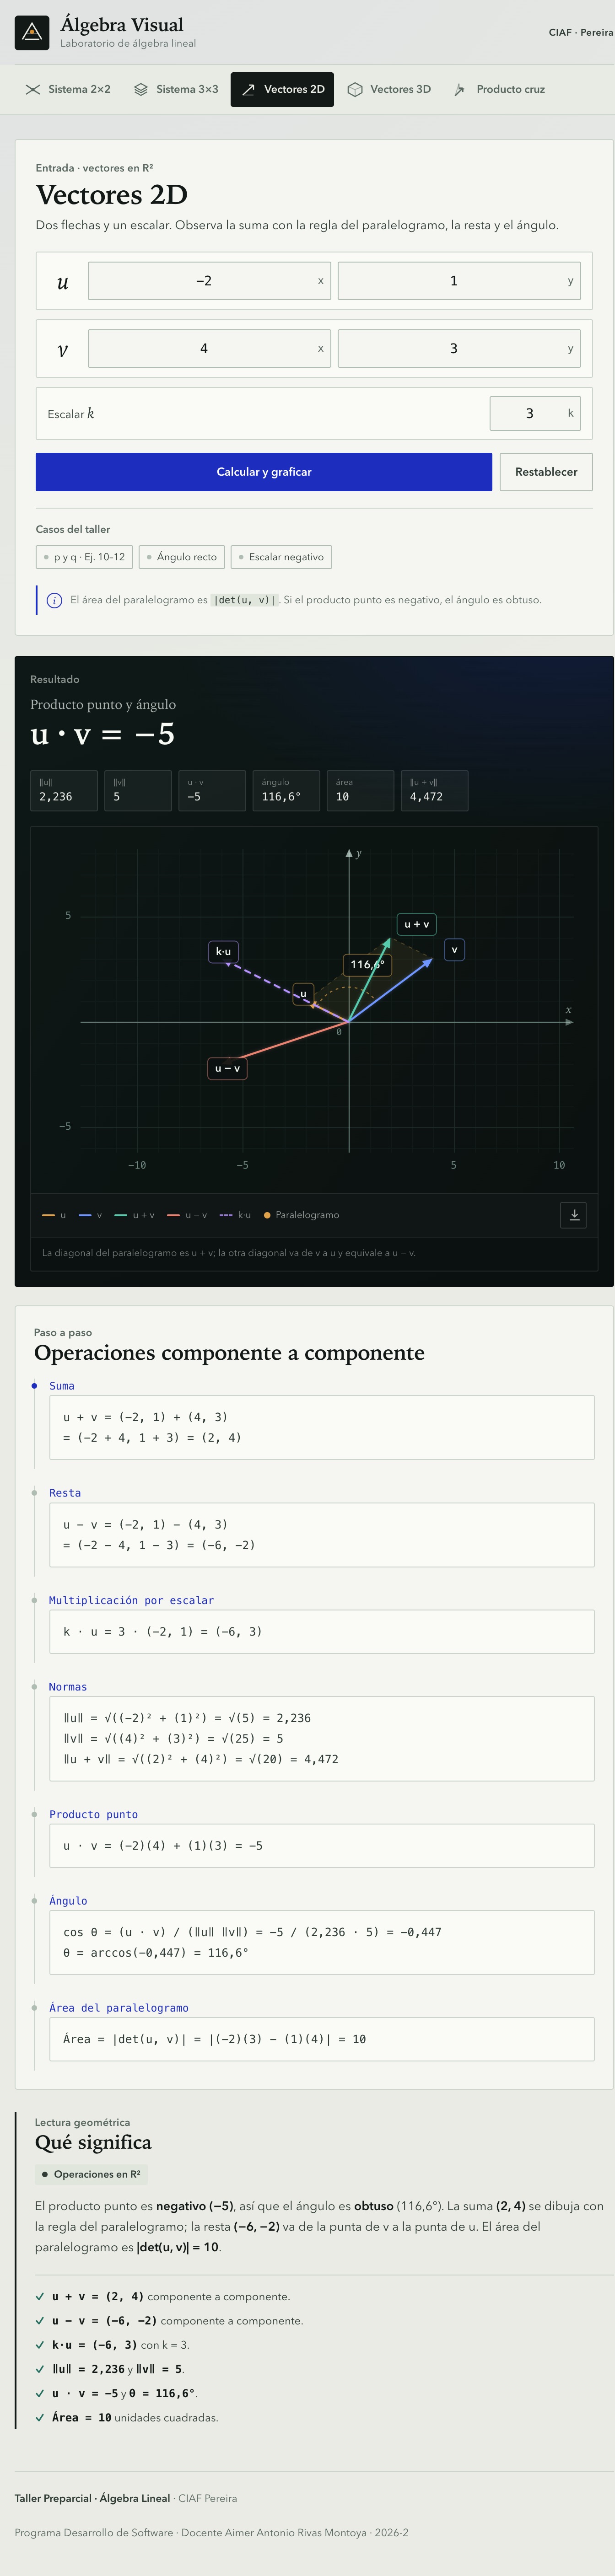 Álgebra Visual
Laboratorio de álgebra lineal
CIAF · Pereira
Sistema 2×2
Sistema 3×3
Vectores 2D
Vectores 3D
Producto cruz
Entrada · vectores en R²
Vectores 2D
Dos flechas y un escalar. Observa la suma con la regla del paralelogramo, la resta y el ángulo.
u −2 x 1 y
v 4 x 3 y
Escalar k 3 k
Calcular y graficar
Restablecer
Casos del taller
p y q · Ej. 10–12
Ángulo recto
Escalar negativo
i El área del paralelogramo es |det(u, v)|. Si el producto punto es negativo, el ángulo es obtuso.
Resultado
Producto punto y ángulo
u · v = −5
‖u‖ ‖v‖ u · v ángulo área ‖u + v‖
2,236 5 −5 116,6° 10 4,472
y
5
u + v
v
k·u
116,6°
u
x
0
u − v
−5
−10 −5 5 10
u v u + v u − v k·u Paralelogramo
La diagonal del paralelogramo es u + v; la otra diagonal va de v a u y equivale a u − v.
Paso a paso
Operaciones componente a componente
Suma
u + v = (−2, 1) + (4, 3)
= (−2 + 4, 1 + 3) = (2, 4)
Resta
u − v = (−2, 1) − (4, 3)
= (−2 − 4, 1 − 3) = (−6, −2)
Multiplicación por escalar
k · u = 3 · (−2, 1) = (−6, 3)
Normas
‖u‖ = √((−2)² + (1)²) = √(5) = 2,236
‖v‖ = √((4)² + (3)²) = √(25) = 5
‖u + v‖ = √((2)² + (4)²) = √(20) = 4,472
Producto punto
u · v = (−2)(4) + (1)(3) = −5
Ángulo
cos θ = (u · v) / (‖u‖ ‖v‖) = −5 / (2,236 · 5) = −0,447
θ = arccos(−0,447) = 116,6°
Área del paralelogramo
Área = |det(u, v)| = |(−2)(3) − (1)(4)| = 10
Lectura geométrica
Qué significa
Operaciones en R²
El producto punto es negativo (−5), así que el ángulo es obtuso (116,6°). La suma (2, 4) se dibuja con
la regla del paralelogramo; la resta (−6, −2) va de la punta de v a la punta de u. El área del
paralelogramo es |det(u, v)| = 10.
u + v = (2, 4) componente a componente.
u − v = (−6, −2) componente a componente.
k·u = (−6, 3) con k = 3.
‖u‖ = 2,236 y ‖v‖ = 5.
u · v = −5 y θ = 116,6°.
Área = 10 unidades cuadradas.
Taller Preparcial · Álgebra Lineal · CIAF Pereira
Programa Desarrollo de Software · Docente Aimer Antonio Rivas Montoya · 2026-2